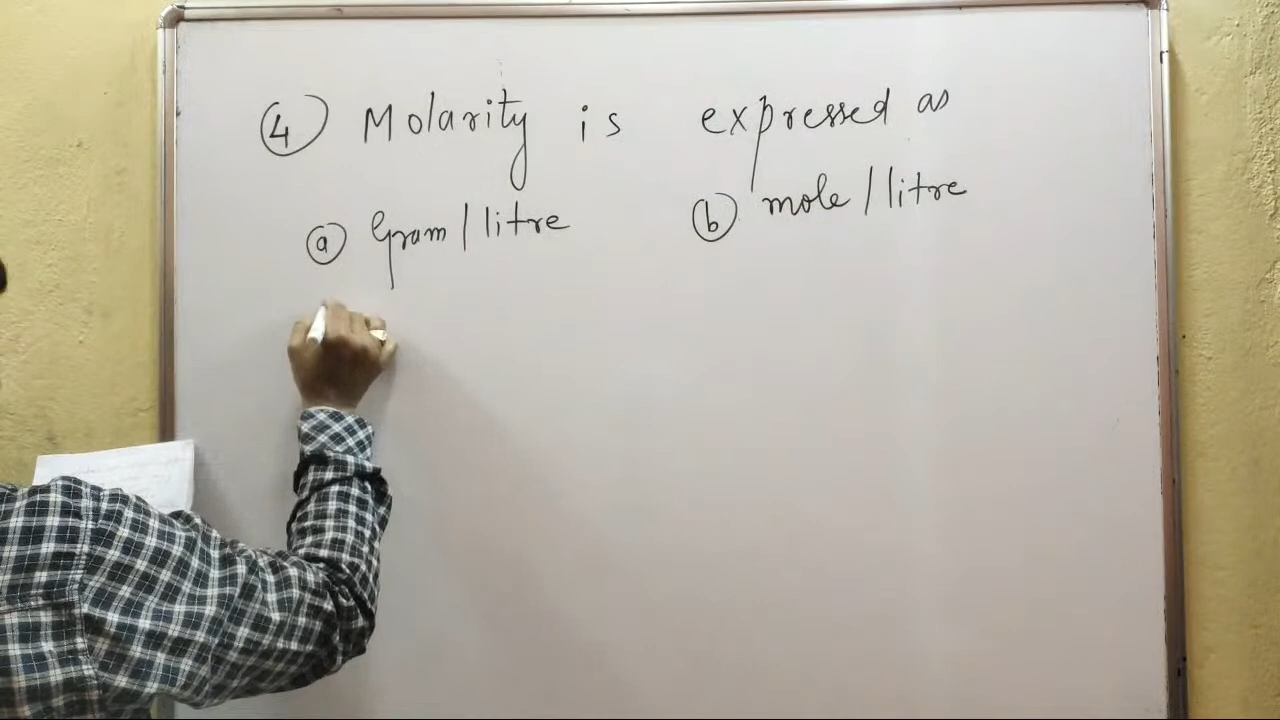 ④ Molarity is expressed as
ⓐ Gram/litre ⓑ mole/litre